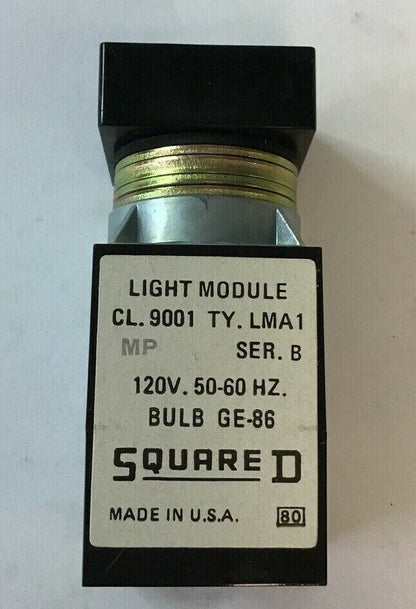 LIGHT MODULE
CL. 9001 TY. LMA1
MP SER. B
120V. 50-60 HZ.
BULB GE-86
SQUARE D
MADE IN U.S.A. 80